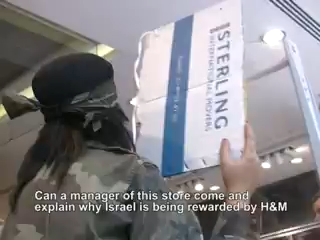 STERLING
INTERNATIONAL MOVERS
Can a manager of this store come and
explain why Israel is being rewarded by H&M